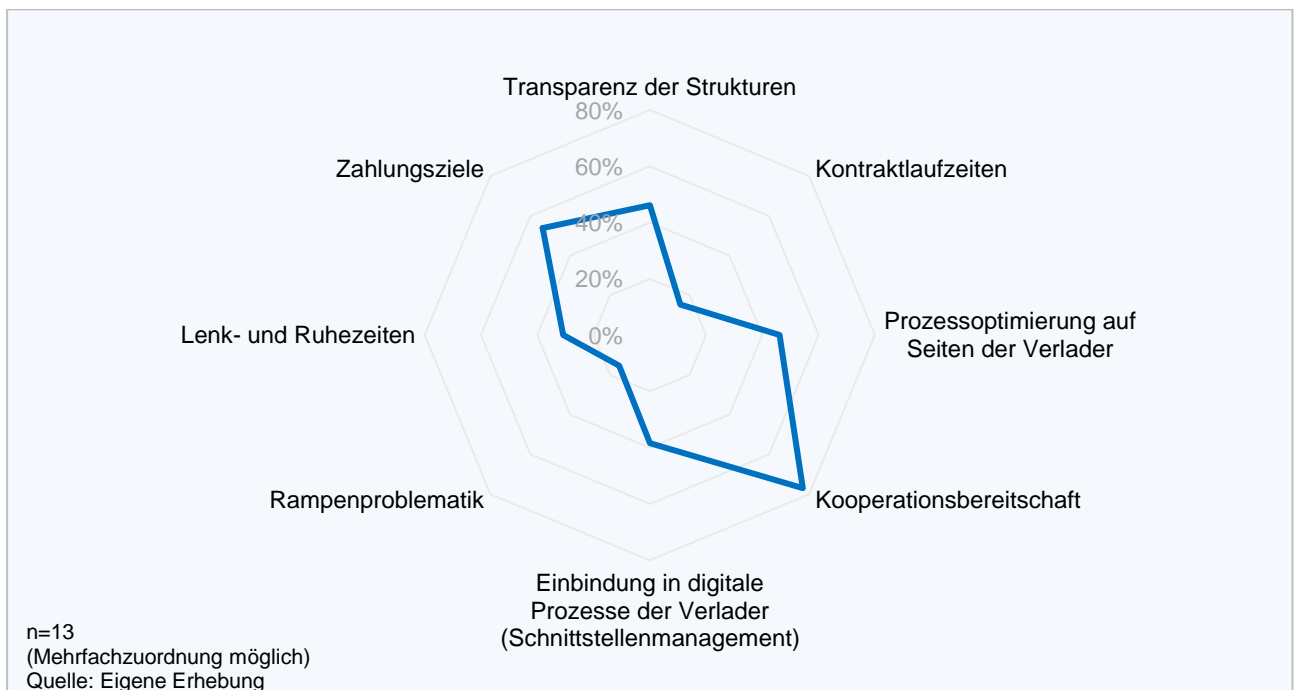 Transparenz der Strukturen
80%
Zahlungsziele
60%
Kontraktlaufzeiten
40%
20%
Lenk- und Ruhezeiten
0%
Prozessoptimierung auf
Seiten der Verlader
Rampenproblematik
Kooperationsbereitschaft
Einbindung in digitale
Prozesse der Verlader
(Schnittstellenmanagement)
n=13
(Mehrfachzuordnung möglich)
Quelle: Eigene Erhebung